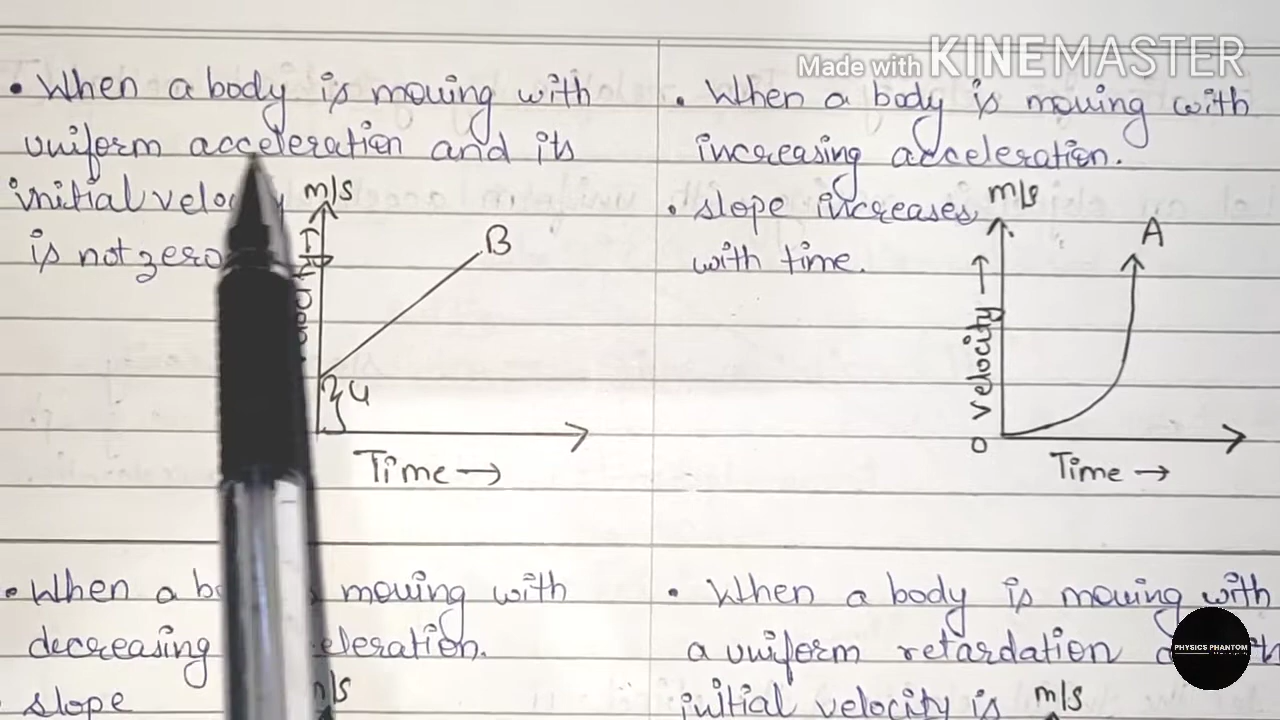 Made with KINEMASTER
• When a body is moving with
uniform acceleration and its
initial velocity
is not zero
m/s
B
u
Time →
• When a body is moving with
increasing acceleration.
• slope increases
with time.
m/s
A
velocity →
0
Time →
• When a moving with
decreasing
slope
m/s
• When a body is moving with
a uniform retardation
initial velocity is
m/s
PHYSICS PHANTOM